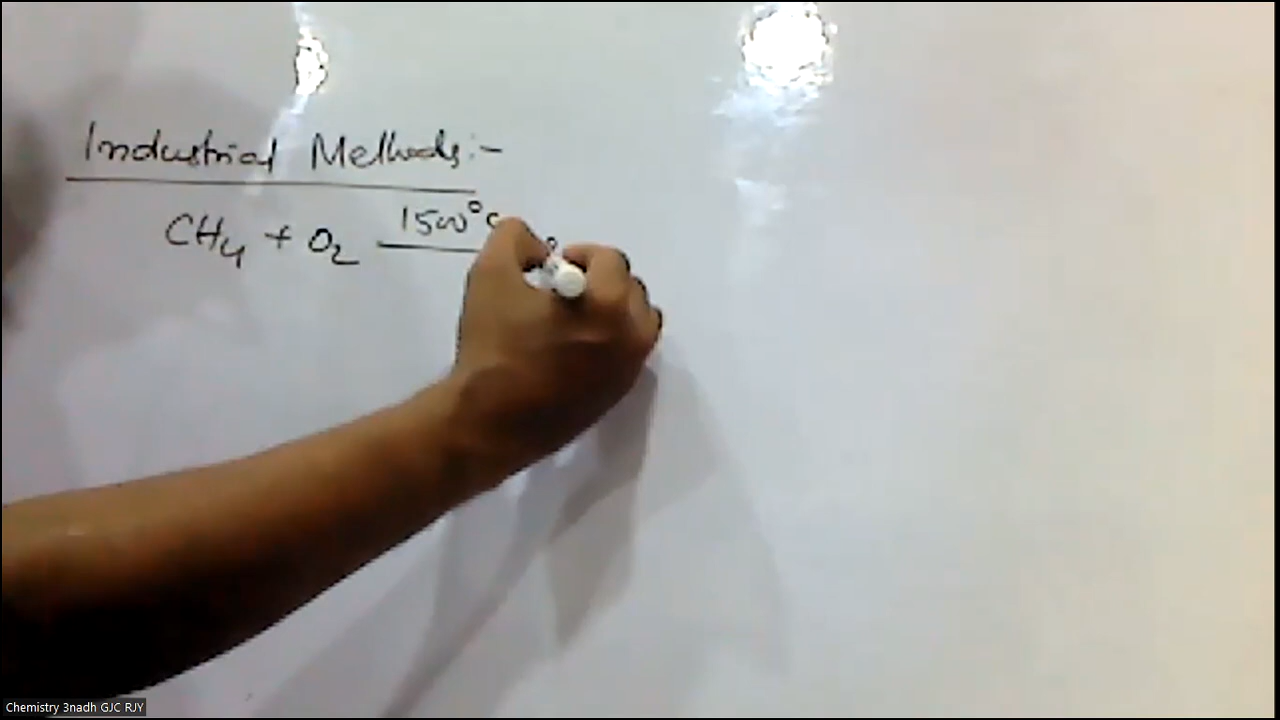 Industrial Methods:-
CH₄ + O₂ 1500°C
Chemistry 3nadh GJC RJY